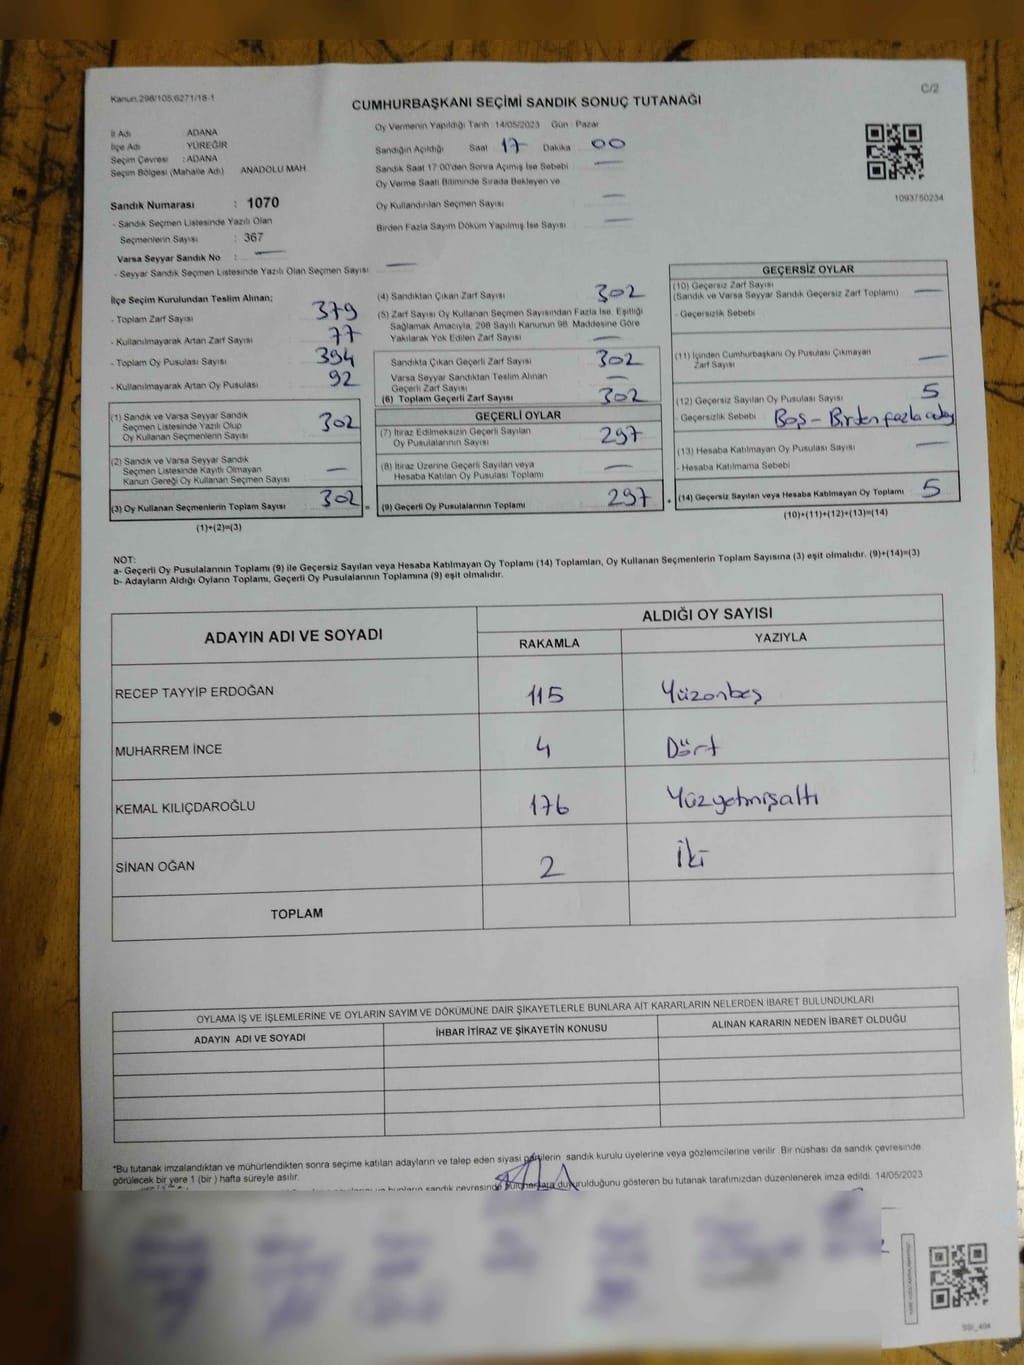 Kanun.298/105;6271/18-1
C/2
CUMHURBAŞKANI SEÇİMİ SANDIK SONUÇ TUTANAĞI
İl Adı ADANA
İlçe Adı YÜREĞİR
Seçim Çevresi : ADANA
Seçim Bölgesi (Mahalle Adı) ANADOLU MAH
Sandık Numarası : 1070
- Sandık Seçmen Listesinde Yazılı Olan
Seçmenlerin Sayısı : 367
Varsa Seyyar Sandık No : —
- Seyyar Sandık Seçmen Listesinde Yazılı Olan Seçmen Sayısı: —
Oy Vermenin Yapıldığı Tarih 14/05/2023 Gün : Pazar
Sandığın Açıldığı Saat 17 Dakika 00
Sandık Saat 17:00'den Sonra Açımış İse Sebebi —
Oy Verme Saati Bitiminde Sırada Bekleyen ve
Oy Kullandırılan Seçmen Sayısı —
Birden Fazla Sayım Döküm Yapılmış İse Sayısı —
1093750234
İlçe Seçim Kurulundan Teslim Alınan;
- Toplam Zarf Sayısı 379
- Kullanılmayarak Artan Zarf Sayısı 77
- Toplam Oy Pusulası Sayısı 394
- Kullanılmayarak Artan Oy Pusulası 92
(1) Sandık ve Varsa Seyyar Sandık
Seçmen Listesinde Yazılı Olup
Oy Kullanan Seçmenlerin Sayısı 302
(2) Sandık ve Varsa Seyyar Sandık
Seçmen Listesinde Kayıtlı Olmayan
Kanun Gereği Oy Kullanan Seçmen Sayısı —
(3) Oy Kullanan Seçmenlerin Toplam Sayısı 302 =
(1)+(2)=(3)
(4) Sandıktan Çıkan Zarf Sayısı 302
(5) Zarf Sayısı Oy Kullanan Seçmen Sayısından Fazla İse, Eşitliği
Sağlamak Amacıyla; 298 Sayılı Kanunun 98. Maddesine Göre
Yakılarak Yok Edilen Zarf Sayısı —
Sandıkta Çıkan Geçerli Zarf Sayısı 302
Varsa Seyyar Sandıktan Teslim Alınan
Geçerli Zarf Sayısı —
(6) Toplam Geçerli Zarf Sayısı 302
GEÇERLİ OYLAR
(7) İtiraz Edilmeksizin Geçerli Sayılan
Oy Pusulalarının Sayısı 297
(8) İtiraz Üzerine Geçerli Sayılan veya
Hesaba Katılan Oy Pusulası Toplamı —
(9) Geçerli Oy Pusulalarının Toplamı 297 +
GEÇERSİZ OYLAR
(10) Geçersiz Zarf Sayısı
(Sandık ve Varsa Seyyar Sandık Geçersiz Zarf Toplamı) —
- Geçersizlik Sebebi
(11) İçinden Cumhurbaşkanı Oy Pusulası Çıkmayan
Zarf Sayısı —
(12) Geçersiz Sayılan Oy Pusulası Sayısı 5
- Geçersizlik Sebebi Boş - Birden fazla aday
(13) Hesaba Katılmayan Oy Pusulası Sayısı —
- Hesaba Katılmama Sebebi
(14) Geçersiz Sayılan veya Hesaba Katılmayan Oy Toplamı 5
(10)+(11)+(12)+(13)=(14)
NOT:
a- Geçerli Oy Pusulalarının Toplamı (9) ile Geçersiz Sayılan veya Hesaba Katılmayan Oy Toplamı (14) Toplamları, Oy Kullanan Seçmenlerin Toplam Sayısına (3) eşit olmalıdır. (9)+(14)=(3)
b- Adayların Aldığı Oyların Toplamı, Geçerli Oy Pusulalarının Toplamına (9) eşit olmalıdır.
ADAYIN ADI VE SOYADI
ALDIĞI OY SAYISI
RAKAMLA YAZIYLA
RECEP TAYYİP ERDOĞAN 115 Yüzonbeş
MUHARREM İNCE 4 Dört
KEMAL KILIÇDAROĞLU 176 Yüzyetmişaltı
SİNAN OĞAN 2 İki
TOPLAM
OYLAMA İŞ VE İŞLEMLERİNE VE OYLARIN SAYIM VE DÖKÜMÜNE DAİR ŞİKAYETLERLE BUNLARA AİT KARARLARIN NELERDEN İBARET BULUNDUKLARI
ADAYIN ADI VE SOYADI İHBAR İTİRAZ VE ŞİKAYETİN KONUSU ALINAN KARARIN NEDEN İBARET OLDUĞU
*Bu tutanak imzalandıktan ve mühürlendikten sonra seçime katılan adayların ve talep eden siyasi partilerin sandık kurulu üyelerine veya gözlemcilerine verilir. Bir nüshası da sandık çevresinde
görülecek bir yere 1 (bir ) hafta süreyle asılır.
bunların sandık çevresinde bulunanlara duyurulduğunu gösteren bu tutanak tarafımızdan düzenlenerek imza edildi. 14/05/2023